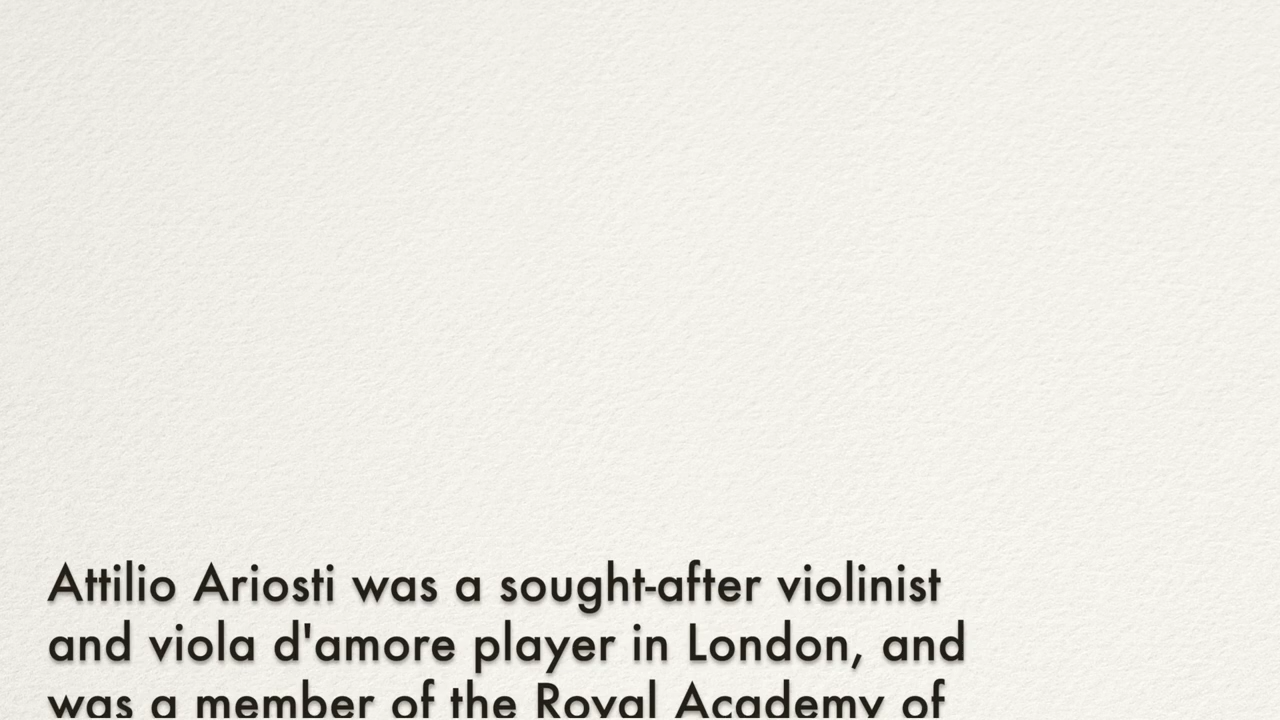 Attilio Ariosti was a sought-after violinist
and viola d'amore player in London, and
was a member of the Royal Academy of